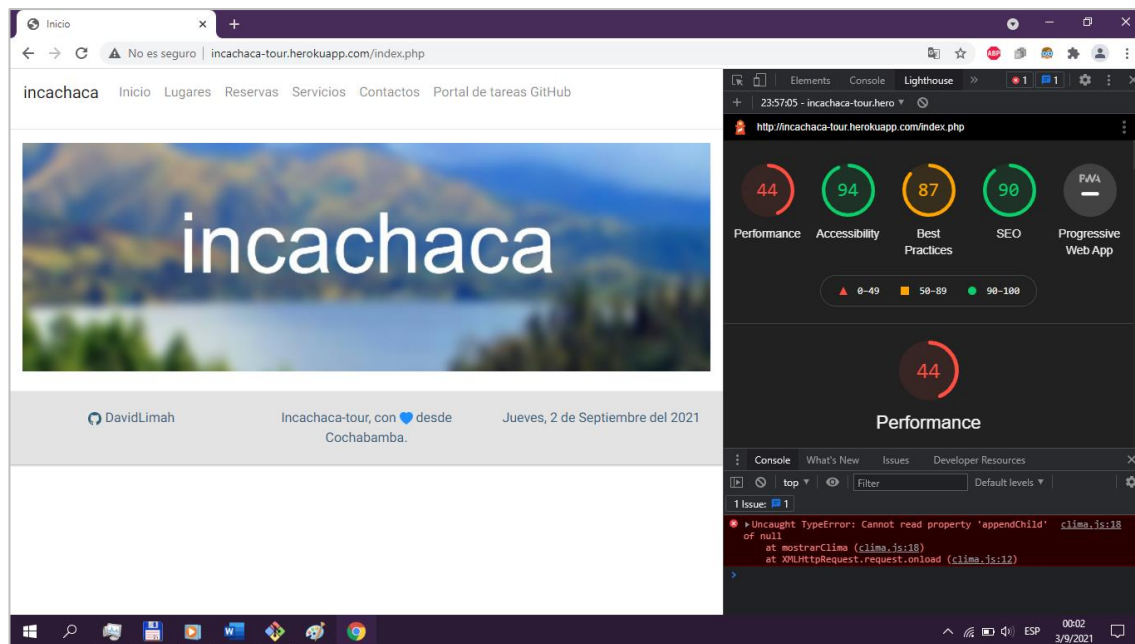 Inicio
No es seguro | incachaca-tour.herokuapp.com/index.php
ABP
incachaca Inicio Lugares Reservas Servicios Contactos Portal de tareas GitHub
incachaca
DavidLimah
Incachaca-tour, con desde
Cochabamba.
Jueves, 2 de Septiembre del 2021
Elements Console Lighthouse » 1 1
23:57:05 - incachaca-tour.hero
http://incachaca-tour.herokuapp.com/index.php
44 94 87 90 PWA
Performance Accessibility Best Practices SEO Progressive Web App
0–49 50–89 90–100
44
Performance
Console What's New Issues Developer Resources
top Filter Default levels
1 Issue: 1
Uncaught TypeError: Cannot read property 'appendChild' clima.js:18
of null
at mostrarClima (clima.js:18)
at XMLHttpRequest.request.onload (clima.js:12)
ESP
00:02
3/9/2021